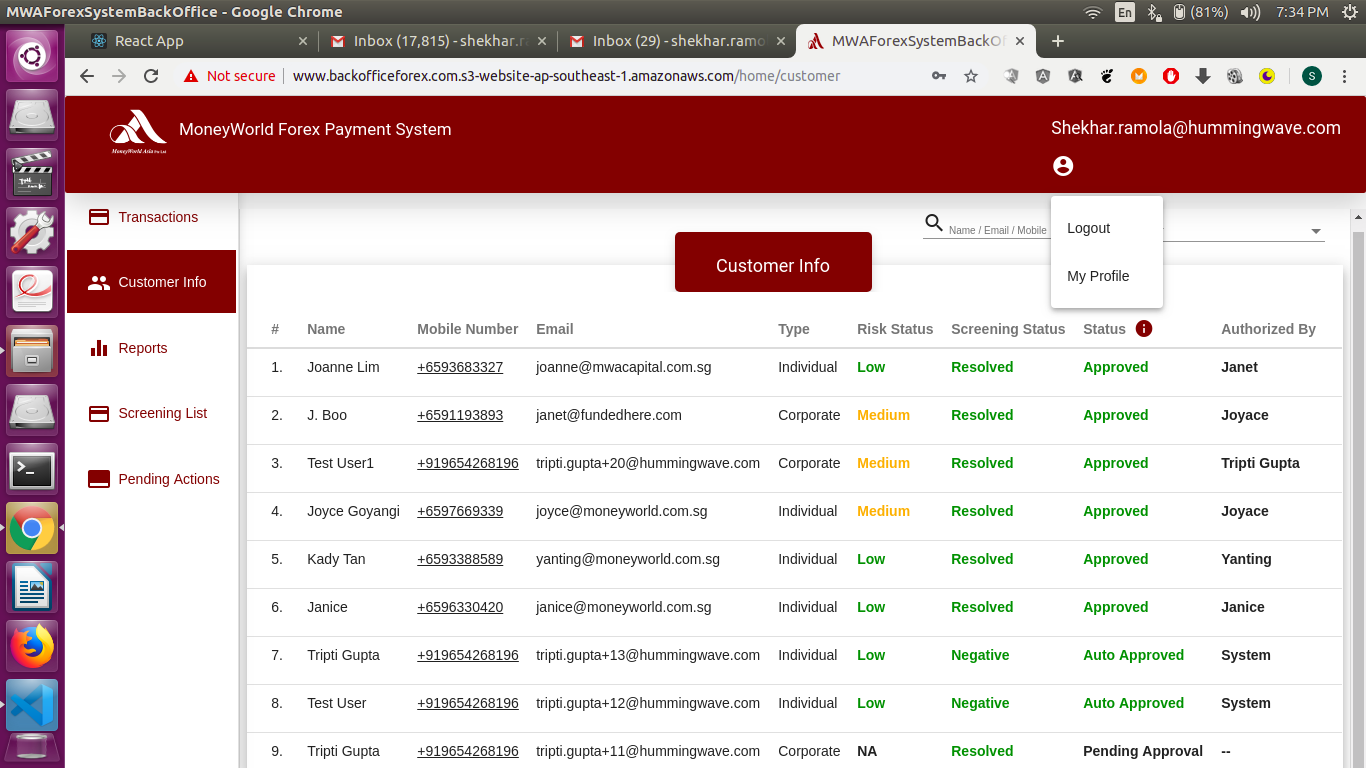 MWAForexSystemBackOffice - Google Chrome
En
(81%)
7:34 PM
React App
Inbox (17,815) - shekhar.r
Inbox (29) - shekhar.ramo
MWAForexSystemBackO
Not secure
www.backofficeforex.com.s3-website-ap-southeast-1.amazonaws.com/home/customer
S
MoneyWorld Asia Pte Ltd
MoneyWorld Forex Payment System
Shekhar.ramola@hummingwave.com
Logout
My Profile
Transactions
Customer Info
Reports
Screening List
Pending Actions
Name / Email / Mobile
Customer Info
# Name Mobile Number Email Type Risk Status Screening Status Status Authorized By
1. Joanne Lim +6593683327 joanne@mwacapital.com.sg Individual Low Resolved Approved Janet
2. J. Boo +6591193893 janet@fundedhere.com Corporate Medium Resolved Approved Joyace
3. Test User1 +919654268196 tripti.gupta+20@hummingwave.com Corporate Medium Resolved Approved Tripti Gupta
4. Joyce Goyangi +6597669339 joyce@moneyworld.com.sg Individual Medium Resolved Approved Joyace
5. Kady Tan +6593388589 yanting@moneyworld.com.sg Individual Low Resolved Approved Yanting
6. Janice +6596330420 janice@moneyworld.com.sg Individual Low Resolved Approved Janice
7. Tripti Gupta +919654268196 tripti.gupta+13@hummingwave.com Individual Low Negative Auto Approved System
8. Test User +919654268196 tripti.gupta+12@hummingwave.com Individual Low Negative Auto Approved System
9. Tripti Gupta +919654268196 tripti.gupta+11@hummingwave.com Corporate NA Resolved Pending Approval --